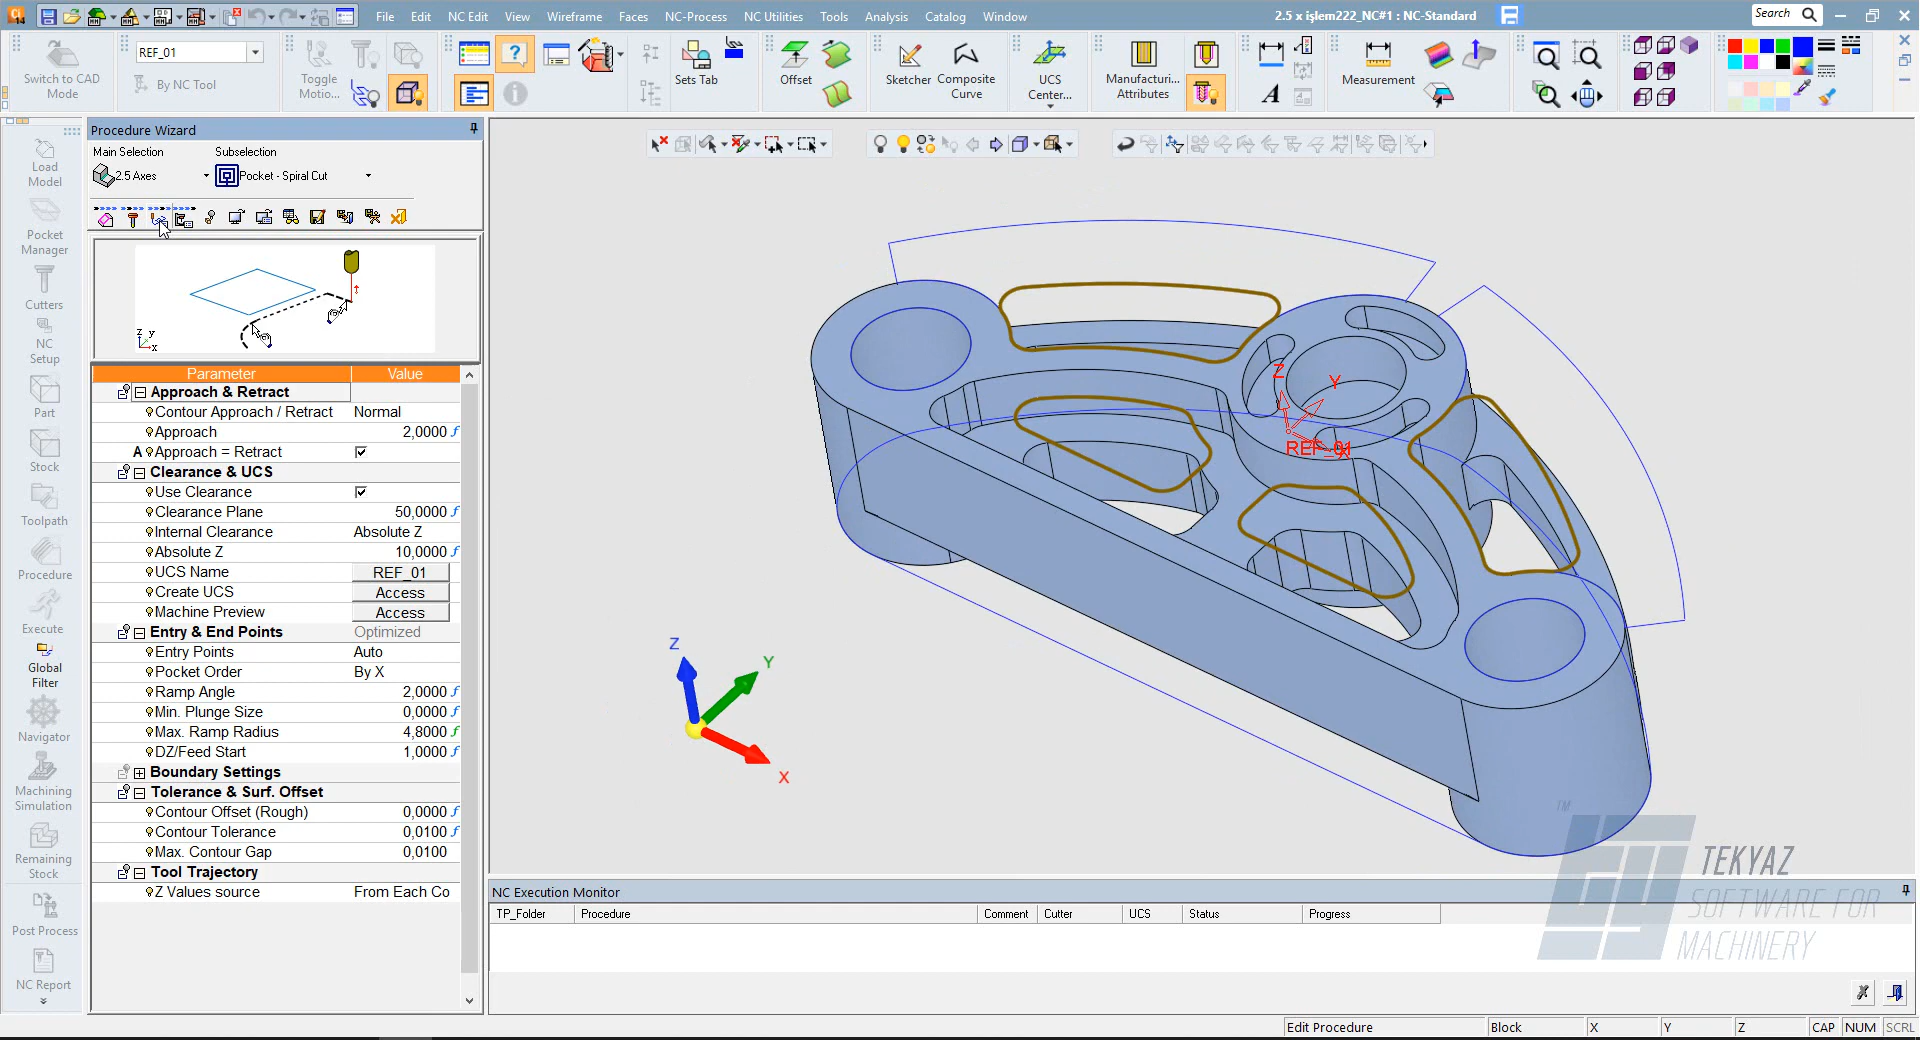 File Edit NC Edit View Wireframe Faces NC-Process NC Utilities Tools Analysis Catalog Window
2.5 x işlem222_NC#1 : NC-Standard
Search
Switch to CAD Mode
REF_01
By NC Tool
Toggle Motio...
Sets Tab
Offset
Sketcher
Composite Curve
UCS Center...
Manufacturi... Attributes
Measurement
Procedure Wizard
Main Selection Subselection
2.5 Axes Pocket - Spiral Cut
Load Model
Pocket Manager
Cutters
NC Setup
Part
Stock
Toolpath
Procedure
Execute
Global Filter
Navigator
Machining Simulation
Remaining Stock
Post Process
NC Report
Z Y
X
Parameter Value
Approach & Retract
Contour Approach / Retract Normal
Approach 2,0000 f
A Approach = Retract
Clearance & UCS
Use Clearance
Clearance Plane 50,0000 f
Internal Clearance Absolute Z
Absolute Z 10,0000 f
UCS Name REF_01
Create UCS Access
Machine Preview Access
Entry & End Points Optimized
Entry Points Auto
Pocket Order By X
Ramp Angle 2,0000 f
Min. Plunge Size 0,0000 f
Max. Ramp Radius 4,8000 f
DZ/Feed Start 1,0000 f
Boundary Settings
Tolerance & Surf. Offset
Contour Offset (Rough) 0,0000 f
Contour Tolerance 0,0100 f
Max. Contour Gap 0,0100
Tool Trajectory
Z Values source From Each Co
Z
Y
X
REF_01
Z
Y
X
TM
TEKYAZ
SOFTWARE FOR
MACHINERY
NC Execution Monitor
TP_Folder Procedure Comment Cutter UCS Status Progress
Edit Procedure Block X Y Z CAP NUM SCRL